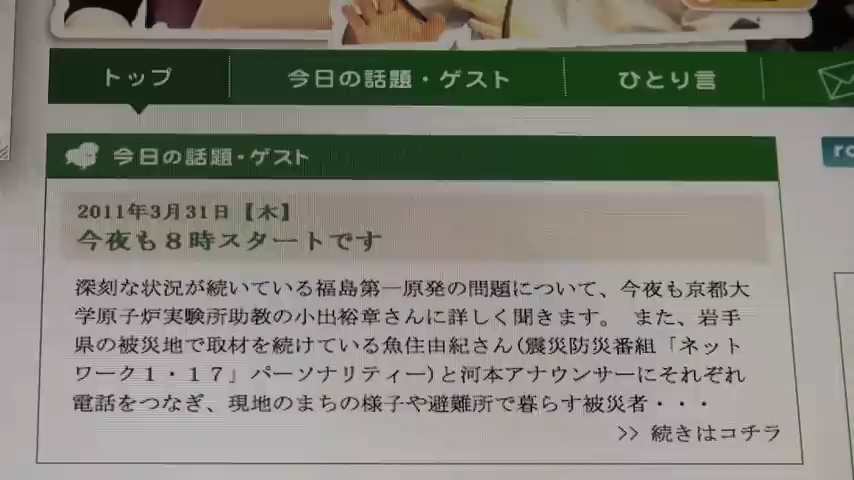 トップ
今日の話題・ゲスト
ひとり言
今日の話題・ゲスト
2011年3月31日【木】
今夜も８時スタートです
深刻な状況が続いている福島第一原発の問題について、今夜も京都大
学原子炉実験所助教の小出裕章さんに詳しく聞きます。 また、岩手
県の被災地で取材を続けている魚住由紀さん(震災防災番組「ネット
ワーク１・１７」パーソナリティー)と河本アナウンサーにそれぞれ
電話をつなぎ、現地のまちの様子や避難所で暮らす被災者・・・
>> 続きはコチラ